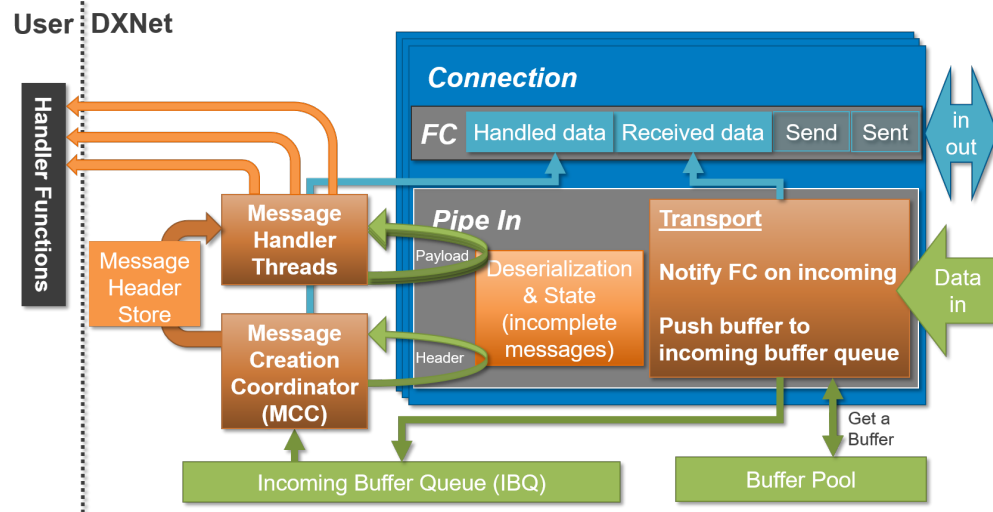 User
DXNet
Connection
FC
Handled data
Received data
Send
Sent
in
out
Handler Functions
Pipe In
Message
Handler
Threads
Payload
Transport
Notify FC on incoming
Push buffer to
incoming buffer queue
Message
Header
Store
Deserialization
& State
(incomplete
messages)
Data
in
Message
Creation
Coordinator
(MCC)
Header
Get a
Buffer
Incoming Buffer Queue (IBQ)
Buffer Pool